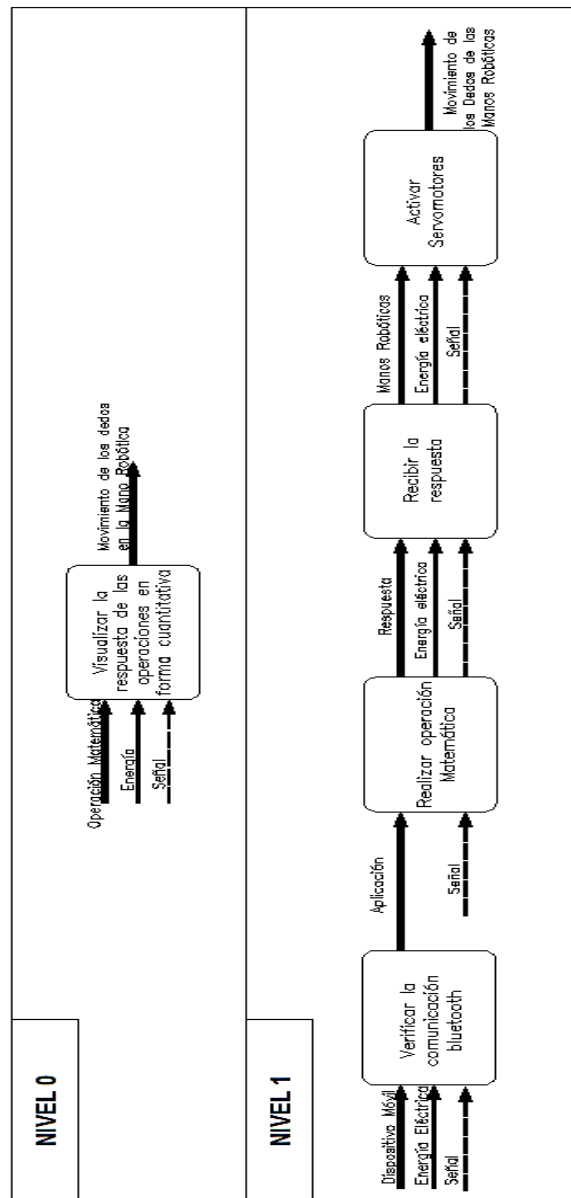 NIVEL 0
Operación Matemática
Energía
Señal
Visualizar la
respuesta de las
operaciones en
forma cuantitativa
Movimiento de los dedos
en la Mano Robótica
NIVEL 1
Dispositivo Móvil
Energía Eléctrica
Señal
Verificar la
comunicación
bluetooth
Aplicación
Señal
Realizar operación
Matemática
Respuesta
Energía eléctrica
Señal
Recibir la
respuesta
Manos Robóticas
Energía eléctrica
Señal
Activar
Servomotores
Movimiento de
los Dedos de las
Manos Robóticas